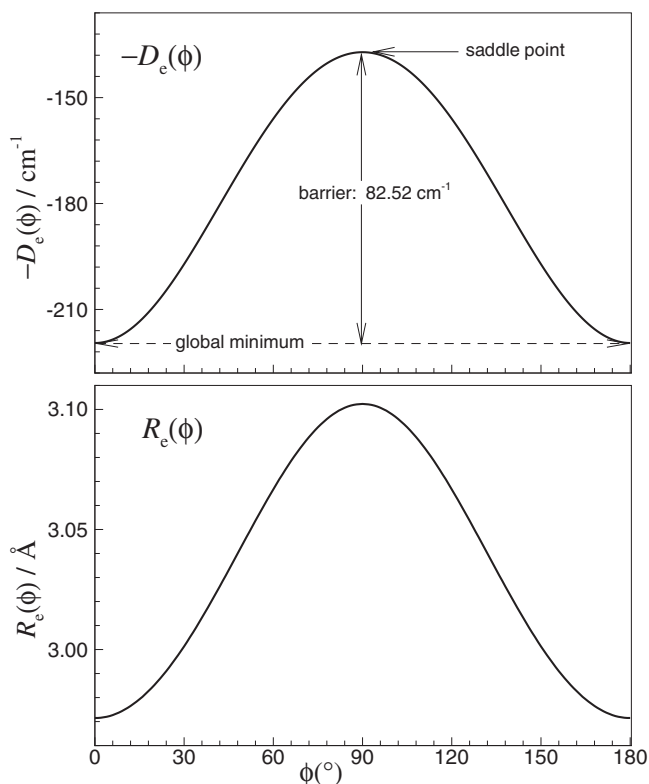 −Dₑ(ϕ)
saddle point
-150
barrier: 82.52 cm⁻¹
-180
−Dₑ(ϕ) / cm⁻¹
-210
global minimum
3.10
Rₑ(ϕ)
3.05
Rₑ(ϕ) / Å
3.00
0 30 60 90 120 150 180
ϕ(°)